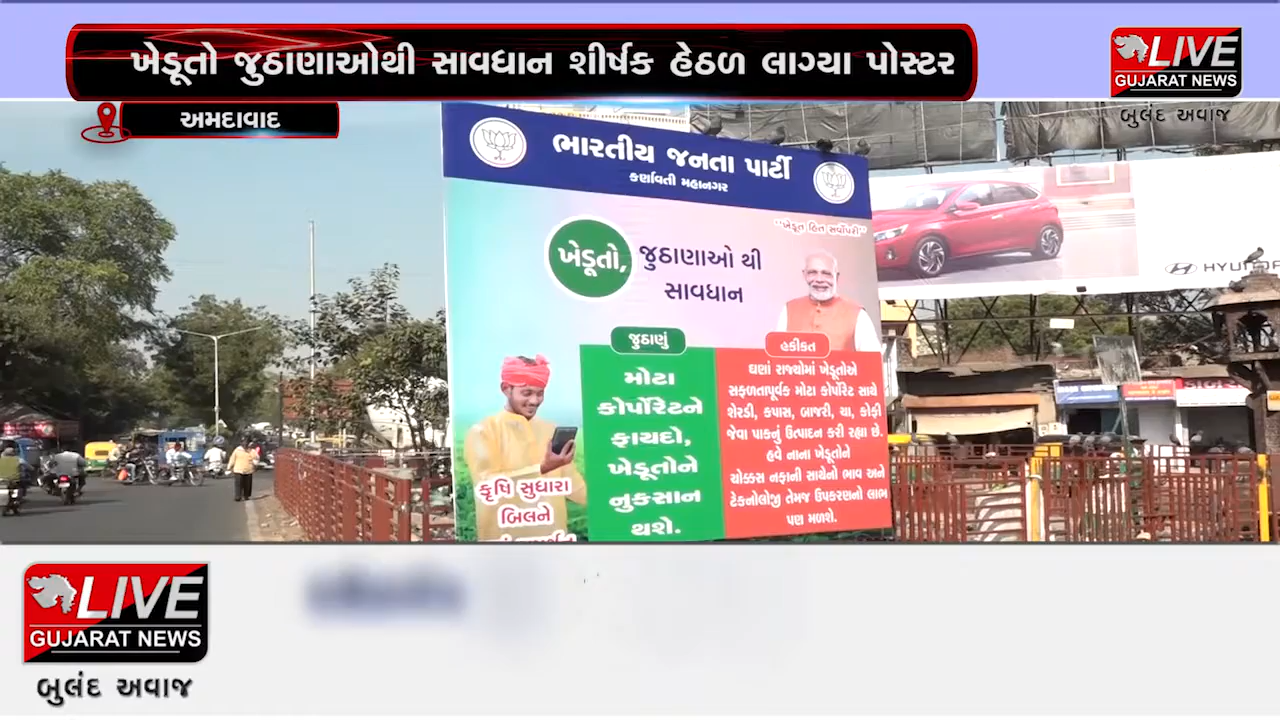 ખેડૂતો જુઠાણાઓથી સાવધાન શીર્ષક હેઠળ લાગ્યા પોસ્ટર
LIVE
GUJARAT NEWS
બુલંદ અવાજ
અમદાવાદ
ભારતીય જનતા પાર્ટી
કર્ણાવતી મહાનગર
"ખેડૂત હિત સર્વોપરી"
ખેડૂતો,
જુઠાણાઓ થી
સાવધાન
જુઠાણું
મોટા
કોર્પોરેટને
ફાયદો,
ખેડૂતોને
નુકસાન
થશે.
હકીકત
ઘણાં રાજ્યોમાં ખેડૂતોએ
સફળતાપૂર્વક મોટા કોર્પોરેટ સાથે
શેરડી, કપાસ, બાજરી, ચા, કોફી
જેવા પાકનું ઉત્પાદન કરી રહ્યા છે.
હવે નાના ખેડૂતોને
ચોક્કસ નફાની સાથેનો ભાવ અને
ટેકનોલોજી તેમજ ઉપકરણનો લાભ
પણ મળશે.
કૃષિ સુધારા
બિલને
HYUNDAI
LIVE
GUJARAT NEWS
બુલંદ અવાજ